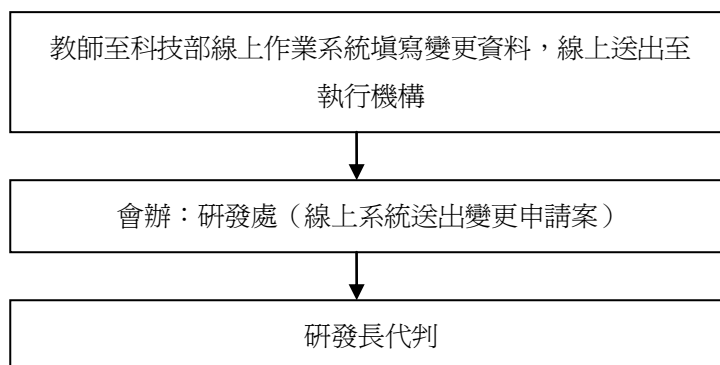 教師至科技部線上作業系統填寫變更資料，線上送出至
執行機構
會辦：研發處（線上系統送出變更申請案）
研發長代判